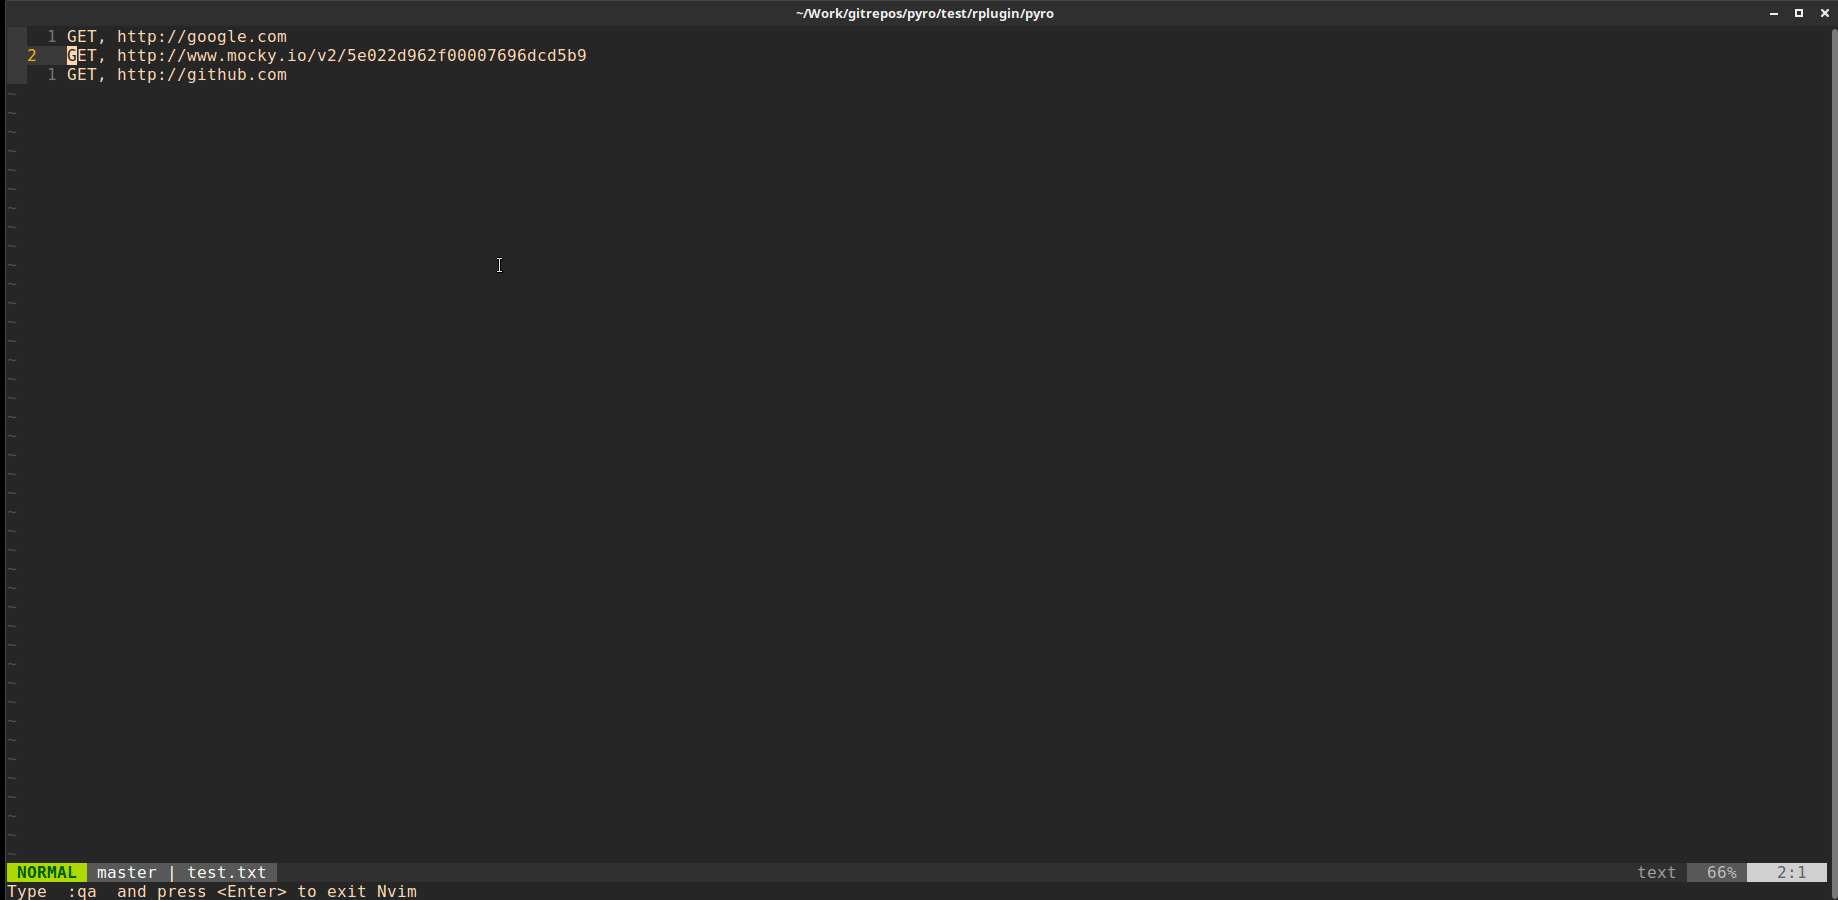 ~/Work/gitrepos/pyro/test/rplugin/pyro
1 GET, http://google.com
2 GET, http://www.mocky.io/v2/5e022d962f00007696dcd5b9
1 GET, http://github.com
NORMAL master | test.txt text 66% 2:1
Type :qa and press <Enter> to exit Nvim